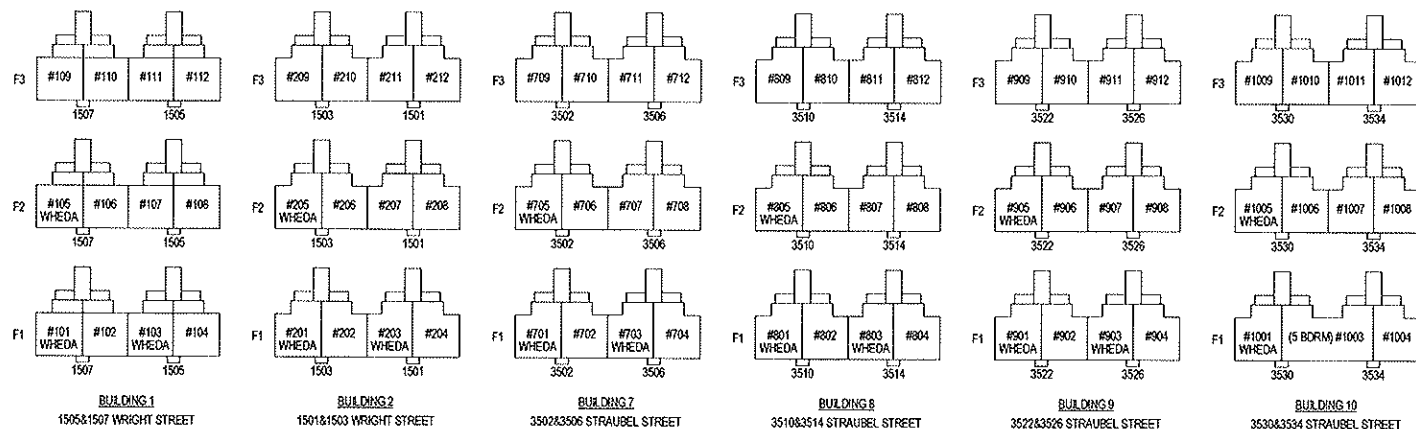 F3 #109 #110 #111 #112 F3 #209 #210 #211 #212 F3 #709 #710 #711 #712 F3 #809 #810 #811 #812 F3 #909 #910 #911 #912 F3 #1009 #1010 #1011 #1012
1507 1505 1503 1501 3502 3506 3510 3514 3522 3526 3530 3534
F2 #105 #106 #107 #108 F2 #205 #206 #207 #208 F2 #705 #706 #707 #708 F2 #805 #806 #807 #808 F2 #905 #906 #907 #908 F2 #1005 #1006 #1007 #1008
WHEDA WHEDA WHEDA WHEDA WHEDA WHEDA
1507 1505 1503 1501 3502 3506 3510 3514 3522 3526 3530 3534
F1 #101 #102 #103 #104 F1 #201 #202 #203 #204 F1 #701 #702 #703 #704 F1 #801 #802 #803 #804 F1 #901 #902 #903 #904 F1 #1001 (5 BDRM) #1003 #1004
WHEDA WHEDA WHEDA WHEDA WHEDA WHEDA WHEDA WHEDA WHEDA WHEDA WHEDA
1507 1505 1503 1501 3502 3506 3510 3514 3522 3526 3530 3534
BUILDING 1 BUILDING 2 BUILDING 7 BUILDING 8 BUILDING 9 BUILDING 10
1505&1507 WRIGHT STREET 1501&1503 WRIGHT STREET 3502&3506 STRAUBEL STREET 3510&3514 STRAUBEL STREET 3522&3526 STRAUBEL STREET 3530&3534 STRAUBEL STREET